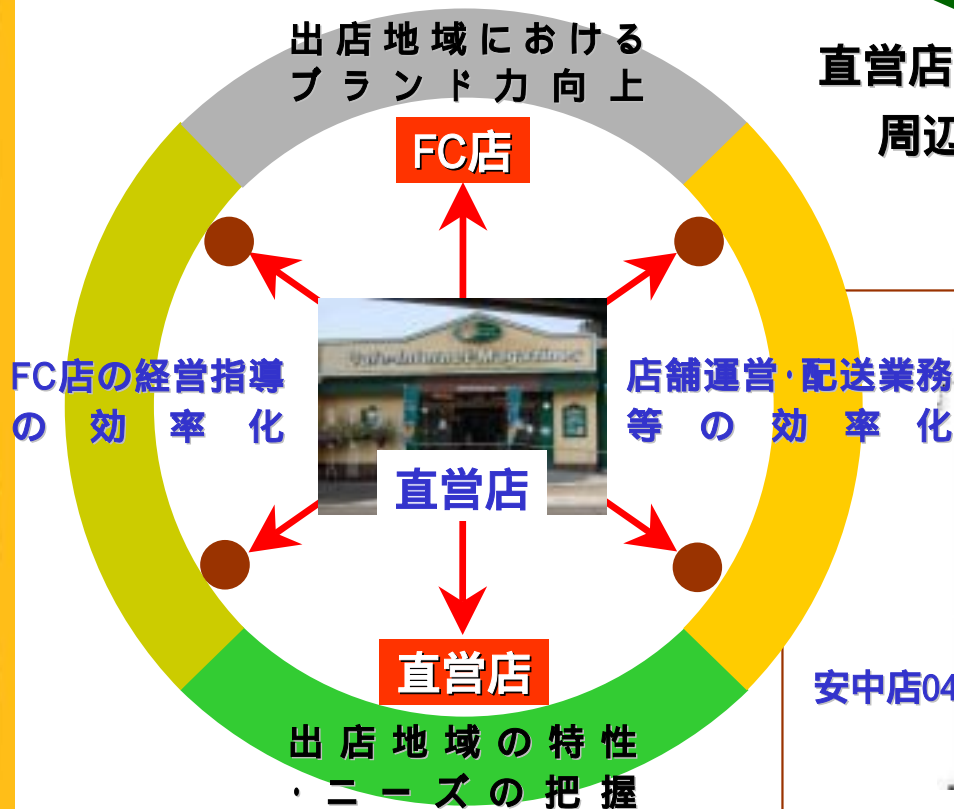 出店地域における
ブランド力向上
直営店
周辺
FC店
FC店の経営指導
の効率化
店舗運営・配送業務
等の効率化
直営店
直営店
安中店04
出店地域の特性
・ニーズの把握